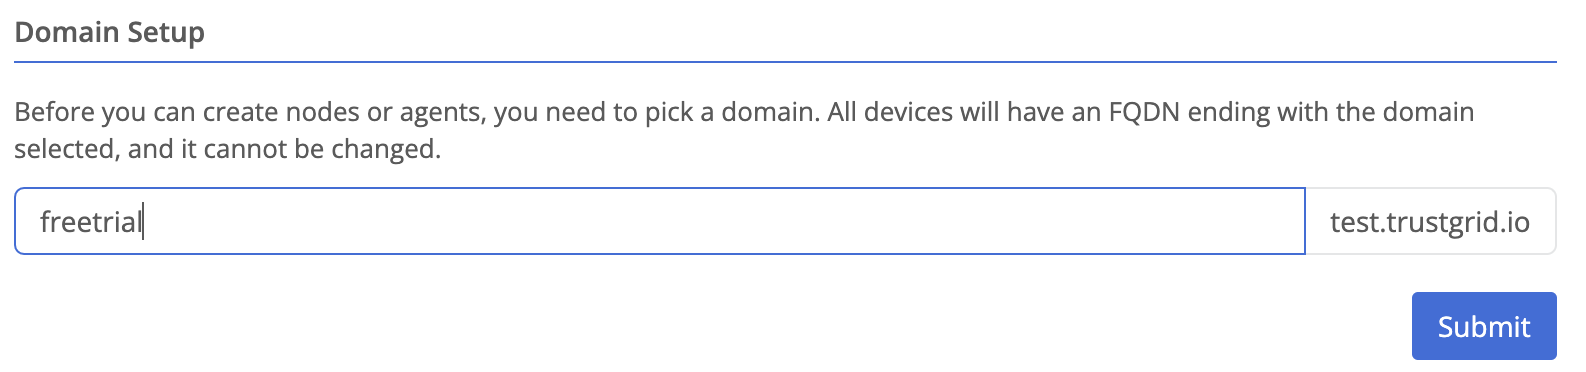 Domain Setup
Before you can create nodes or agents, you need to pick a domain. All devices will have an FQDN ending with the domain
selected, and it cannot be changed.
freetrial
test.trustgrid.io
Submit